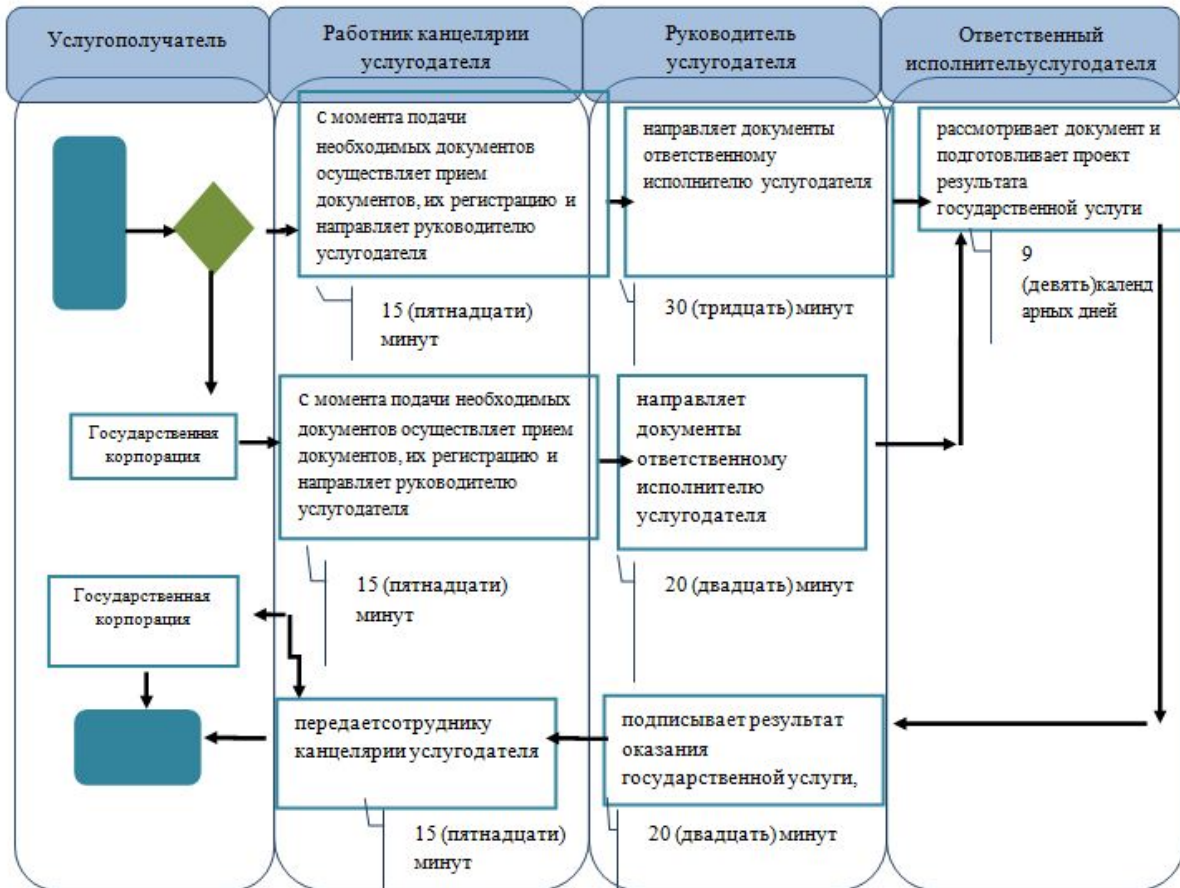 Услугополучатель
Работник канцелярии
услугодателя
Руководитель
услугодателя
Ответственный
исполнительуслугодателя
С момента подачи
необходимых документов
осуществляет прием
документов, их регистрацию и
направляет руководителю
услугодателя
15 (пятнадцати)
минут
направляет документы
ответственному
исполнителю услугодателя
30 (тридцать) минут
рассмотривает документ и
подготовливает проект
результата
государственной услуги
9
(девять)календ
арных дней
Государственная
корпорация
С момента подачи необходимых
документов осуществляет прием
документов, их регистрацию и
направляет руководителю
услугодателя
15 (пятнадцати)
минут
направляет
документы
ответственному
исполнителю
услугодателя
20 (двадцать) минут
Государственная
корпорация
передаетсотруднику
канцелярии услугодателя
15 (пятнадцати)
минут
подписывает результат
оказания
государственной услуги,
20 (двадцать) минут